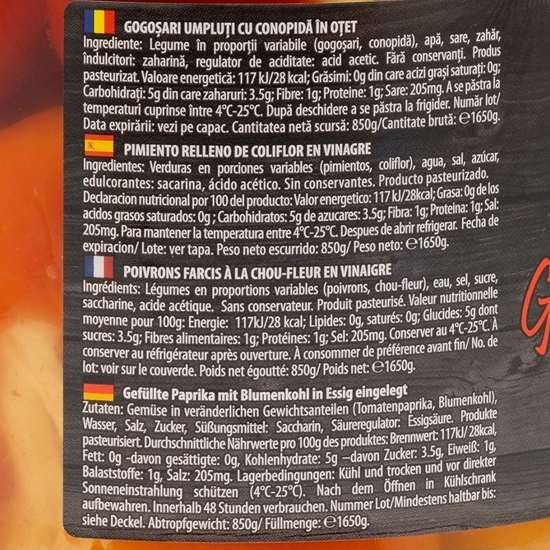 GOGOȘARI UMPLUȚI CU CONOPIDĂ ÎN OȚET
Ingrediente: Legume în proporții variabile (gogoșari, conopidă), apă, sare, zahăr,
îndulcitori: zaharină, regulator de aciditate: acid acetic. Fără conservanți. Produs
pasteurizat. Valoare energetică: 117 kJ/28 kcal; Grăsimi: 0g din care acizi grași saturați: 0g;
Carbohidrați: 5g din care zaharuri: 3.5g; Fibre: 1g; Proteine: 1g; Sare: 205mg. A se păstra la
temperaturi cuprinse între 4°C-25°C. După deschidere a se păstra la frigider. Număr lot/
Data expirării: vezi pe capac. Cantitatea netă scursă: 850g/Cantitate brută: ℮1650g.
PIMIENTO RELLENO DE COLIFLOR EN VINAGRE
Ingredientes: Verduras en porciones variables (pimientos, coliflor), agua, sal, azúcar,
edulcorantes: sacarina, ácido acético. Sin conservantes. Producto pasteurizado.
Declaracion nutricional por 100 del producto: Valor energetico: 117 kJ/28kcal; Grasa: 0g de los
acidos grasos saturados: 0g ; Carbohidratos: 5g de azucares: 3.5g; Fibra: 1g; Proteina: 1g; Sal:
205mg. Para mantener la temperatura entre 4°C-25°C. Despues de abrir refrigerar. Fecha de
expiracion/ Lote: ver tapa. Peso neto escurrido: 850g/ Peso neto: ℮1650g.
POIVRONS FARCIS À LA CHOU-FLEUR EN VINAIGRE
Ingrédients: Légumes en proportions variables (poivrons, chou-fleur), eau, sel, sucre,
saccharine, acide acétique. Sans conservateur. Produit pasteurisé. Valeur nutritionnelle
moyenne pour 100g: Energie: 117kJ/28 kcal; Lipides: 0g, saturés: 0g; Glucides: 5g dont
sucres: 3.5g; Fibres alimentaires: 1g; Protéines: 1g; Sel: 205mg. Conserver au 4°C-25°C. À
conserver au réfrigérateur après ouverture. À consommer de préférence avant fin/ No. de
lot: voir sur le couverde. Poids net égoutté: 850g/ Poids net: ℮1650g.
Gefüllte Paprika mit Blumenkohl in Essig eingelegt
Zutaten: Gemüse in veränderlichen Gewichtsanteilen (Tomatenpaprika, Blumenkohl),
Wasser, Salz, Zucker, Süßungsmittel: Saccharin, Säureregulator: Essigsäure. Produkte
pasteurisiert. Durchschnittliche Nährwerte pro 100g des produktes: Brennwert: 117kJ/ 28kcal,
Fett: 0g -davon gesättigte: 0g, Kohlenhydrate: 5g –davon Zucker: 3.5g, Eiweiß: 1g,
Balaststoffe: 1g, Salz: 205mg. Lagerbedingungen: Kühl und trocken und vor direkter
Sonneneinstrahlung schützen (4°C-25°C). Nach dem Öffnen in Kühlschrank
aufbewahren. Innerhalb 48 Stunden verbrauchen. Nummer Lot/Mindestens haltbar bis:
siehe Deckel. Abtropfgewicht: 850g/ Füllmenge: ℮1650g.